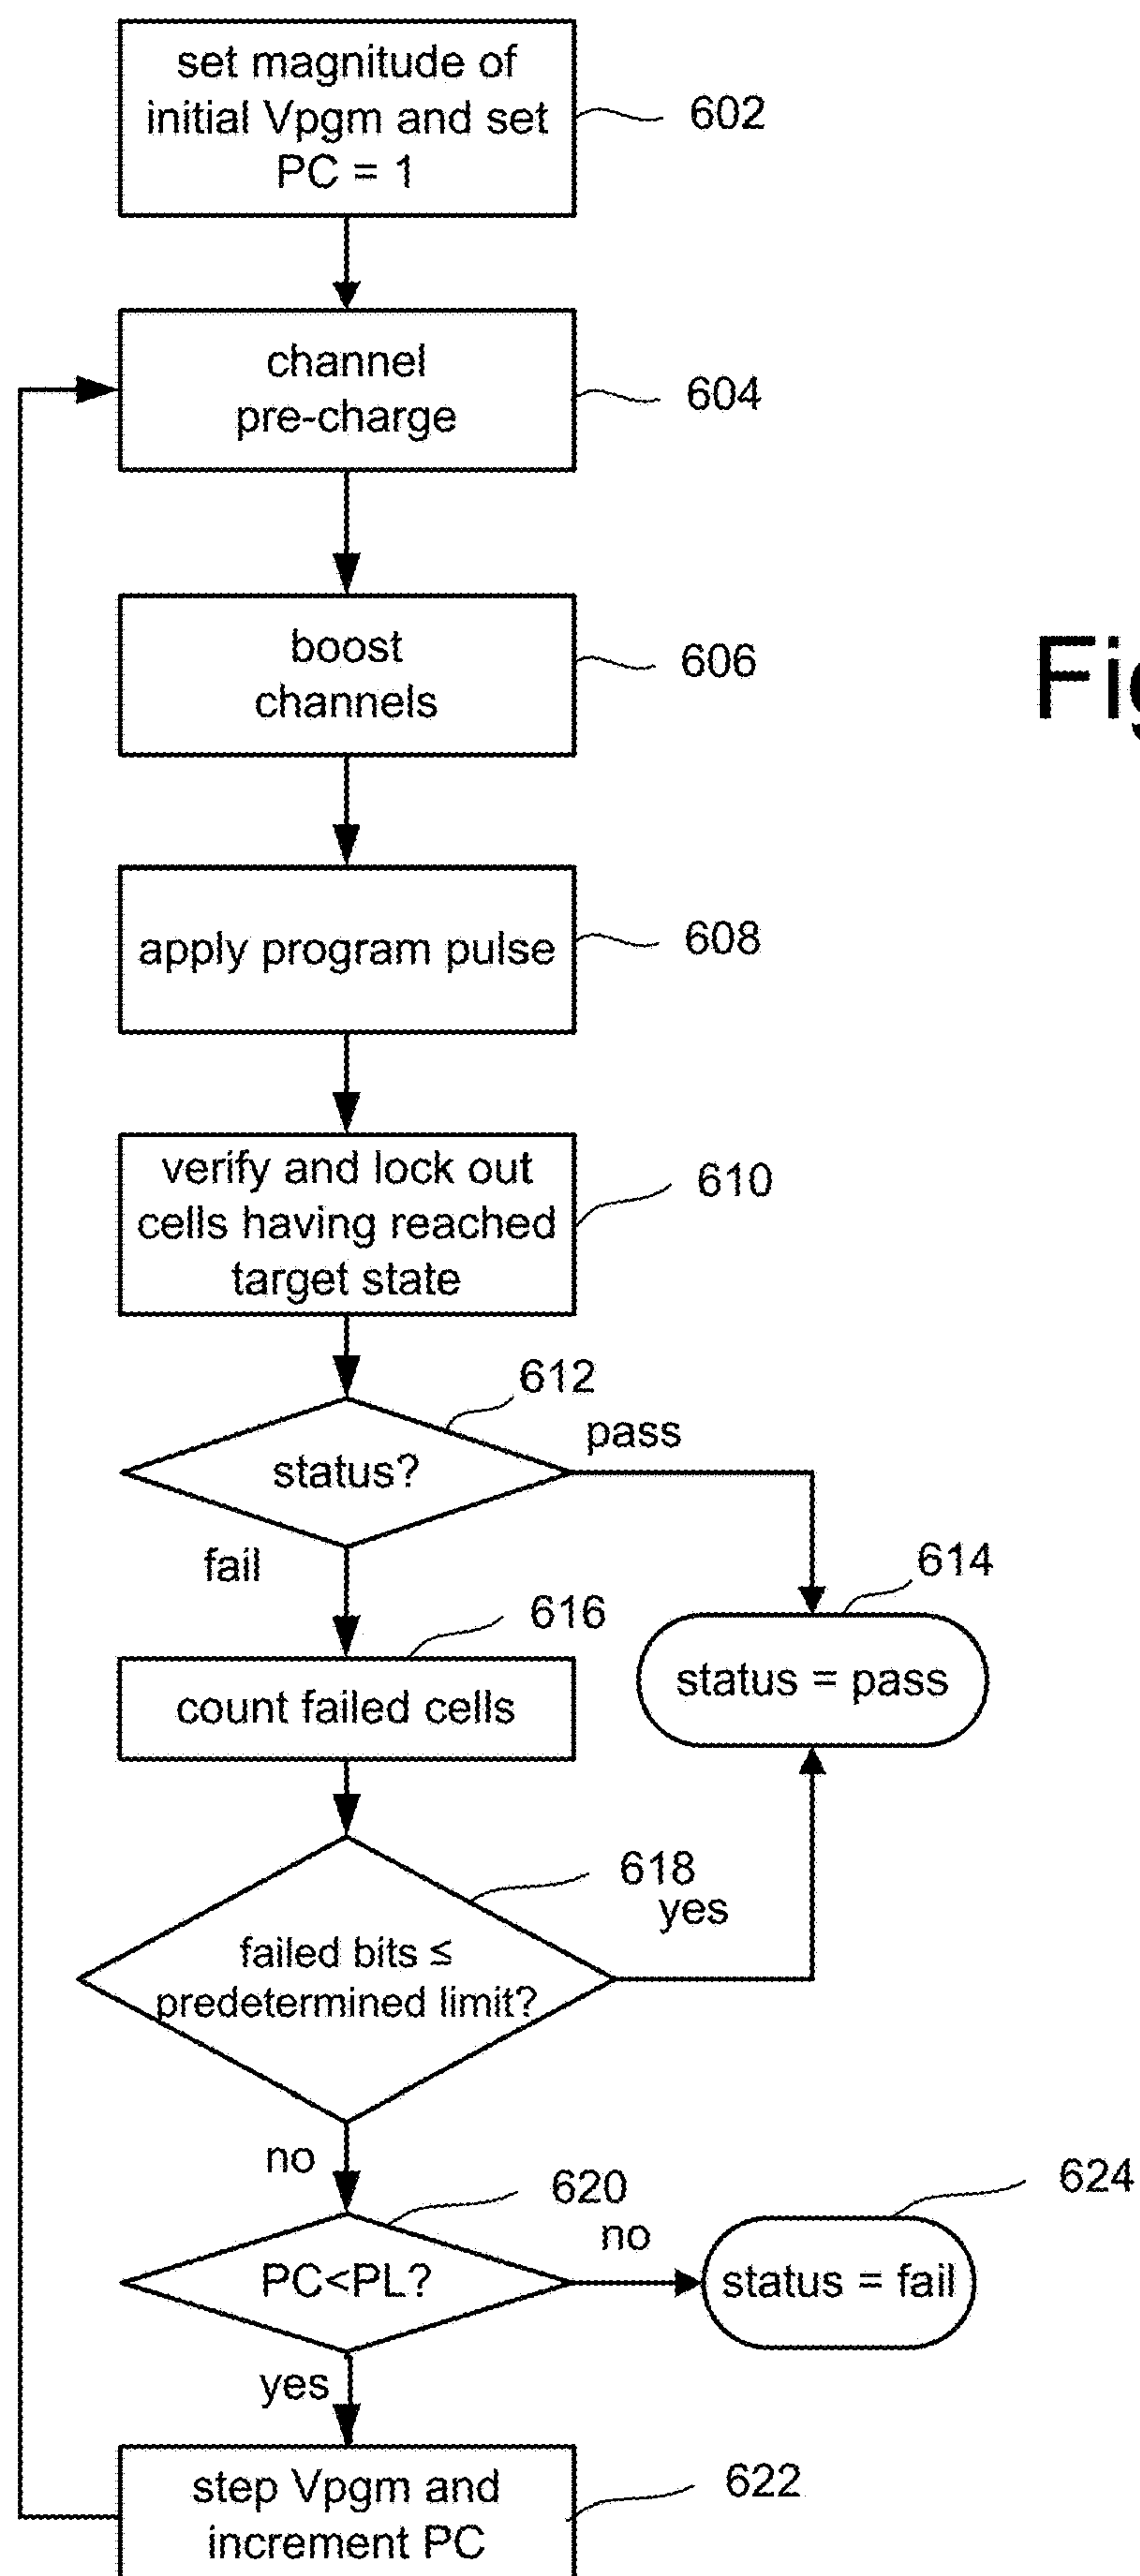 set magnitude of
initial Vpgm and set
PC = 1
602
channel
pre-charge
604
boost
channels
606
Fig
apply program pulse
608
verify and lock out
cells having reached
target state
610
612
pass
status?
fail
614
616
status = pass
count failed cells
618
yes
failed bits ≤
predetermined limit?
no
620
no
624
PC<PL?
status = fail
yes
step Vpgm and
increment PC
622